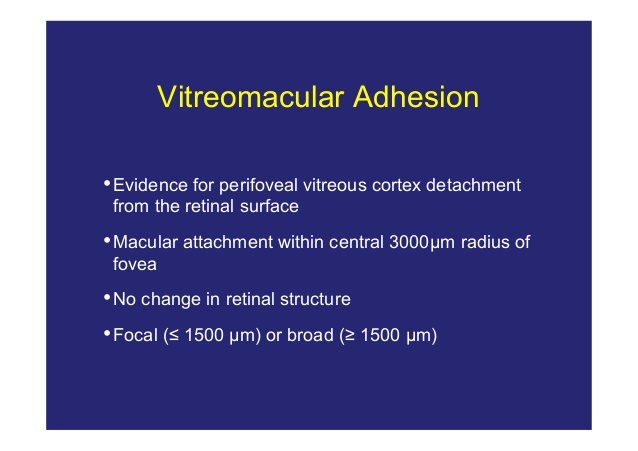 Vitreomacular Adhesion
•Evidence for perifoveal vitreous cortex detachment
from the retinal surface
•Macular attachment within central 3000µm radius of
fovea
•No change in retinal structure
•Focal (≤ 1500 µm) or broad (≥ 1500 µm)